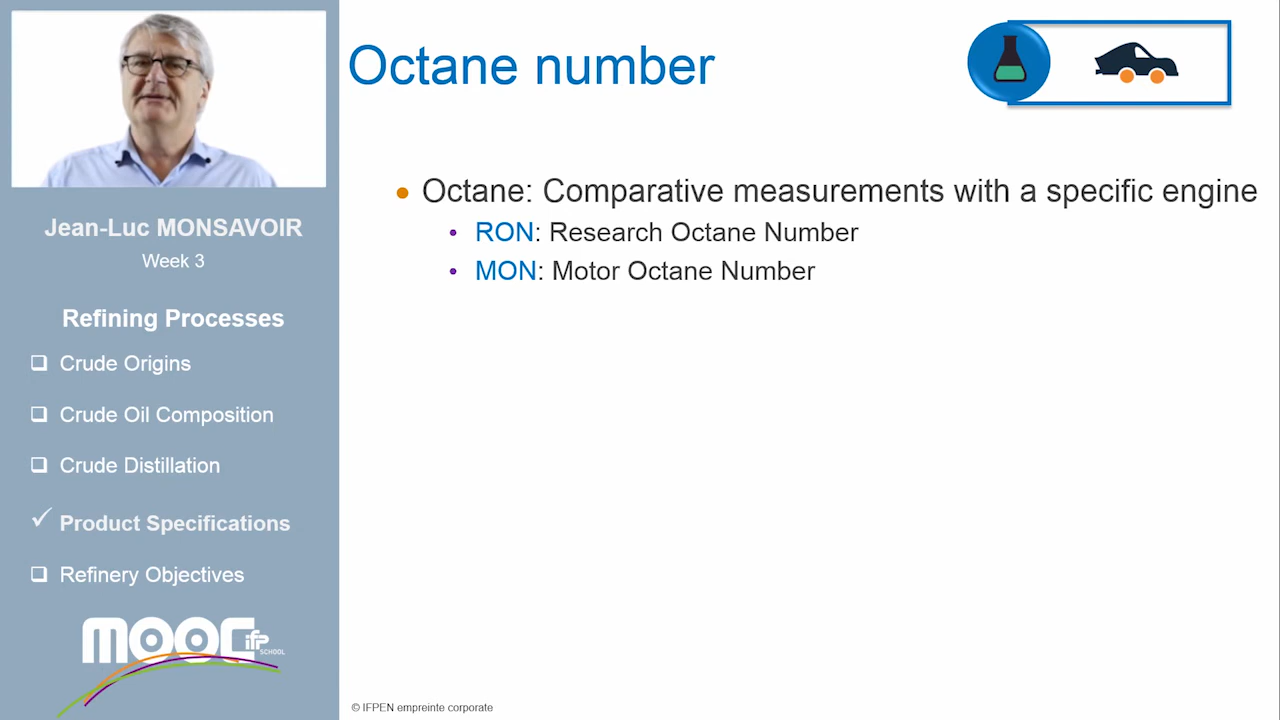 Octane number
Jean-Luc MONSAVOIR
Week 3
Refining Processes
Crude Origins
Crude Oil Composition
Crude Distillation
Product Specifications
Refinery Objectives
MOOC ifp
SCHOOL
Octane: Comparative measurements with a specific engine
RON: Research Octane Number
MON: Motor Octane Number
© IFPEN empreinte corporate